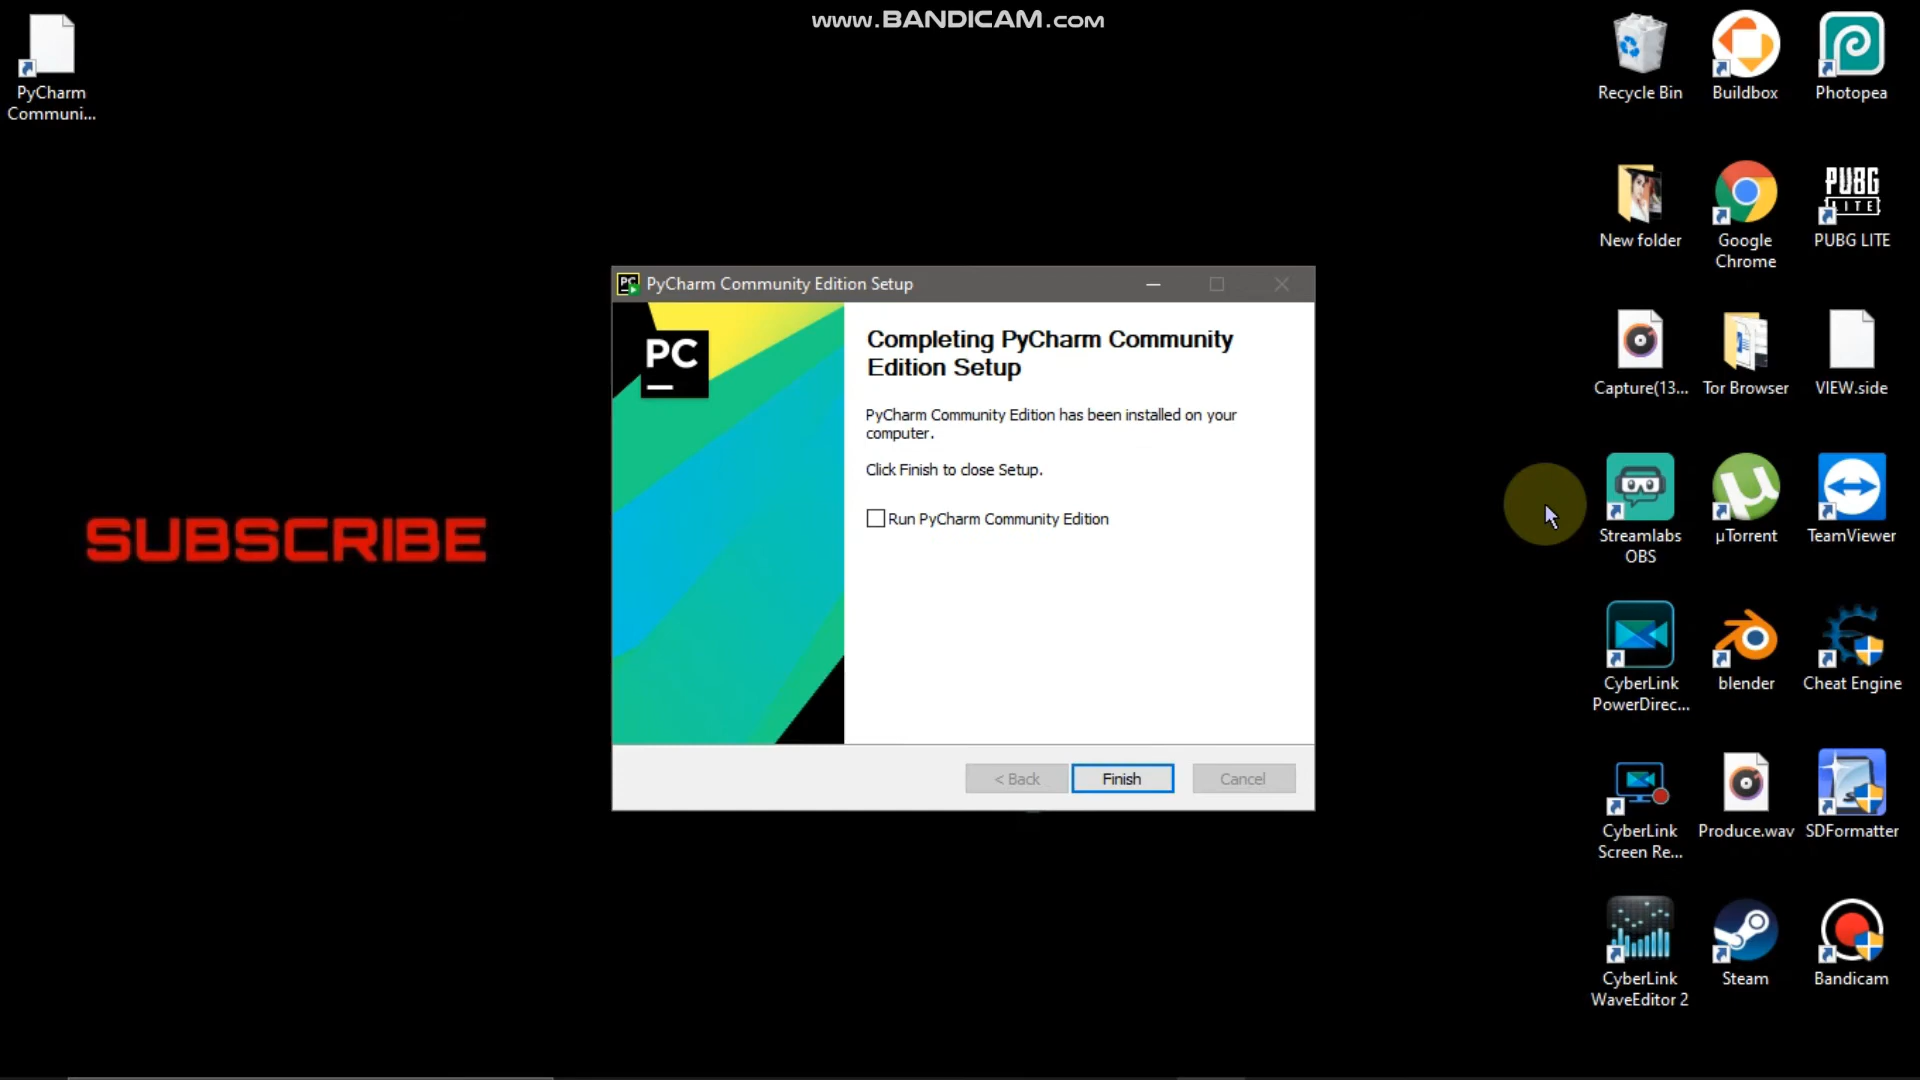 www.BANDICAM.com
PyCharm
Communi...
Recycle Bin
Buildbox
Photopea
New folder
Google
Chrome
PUBG
LITE
PUBG LITE
Capture(13...
Tor Browser
VIEW.side
Streamlabs
OBS
µTorrent
TeamViewer
CyberLink
PowerDirec...
blender
Cheat Engine
CyberLink
Screen Re...
Produce.wav
SDFormatter
CyberLink
WaveEditor 2
Steam
Bandicam
SUBSCRIBE
PC
PyCharm Community Edition Setup
PC
Completing PyCharm Community
Edition Setup
PyCharm Community Edition has been installed on your
computer.
Click Finish to close Setup.
Run PyCharm Community Edition
< Back
Finish
Cancel